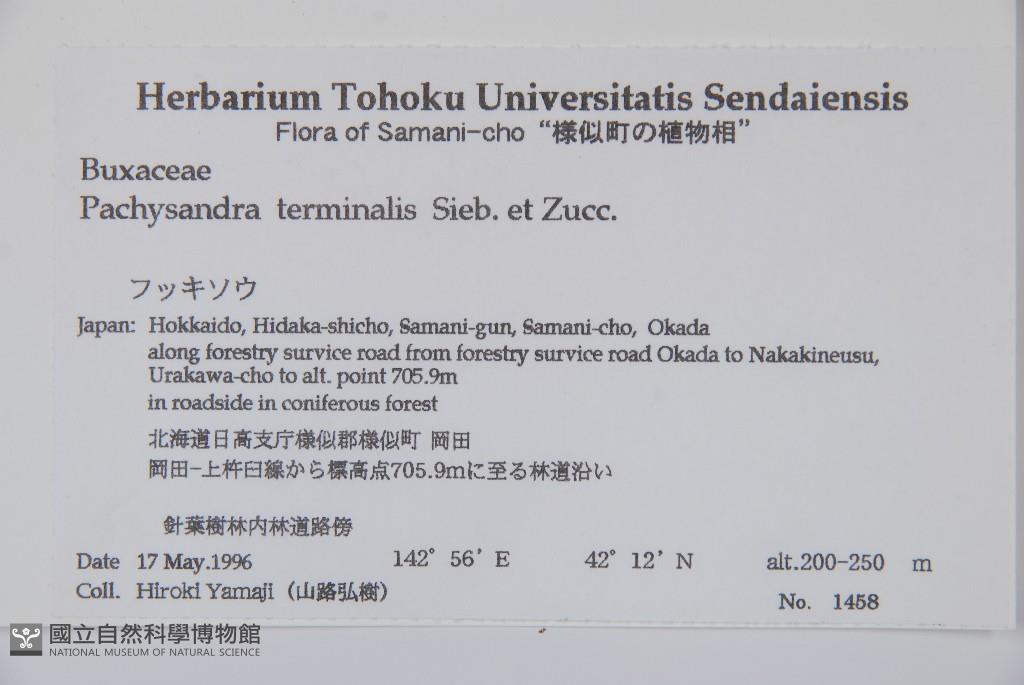 Herbarium Tohoku Universitatis Sendaiensis
Flora of Samani-cho “様似町の植物相”
Buxaceae
Pachysandra terminalis Sieb. et Zucc.
フッキソウ
Japan: Hokkaido, Hidaka-shicho, Samani-gun, Samani-cho, Okada
along forestry survice road from forestry survice road Okada to Nakakineusu,
Urakawa-cho to alt. point 705.9m
in roadside in coniferous forest
北海道日高支庁様似郡様似町 岡田
岡田-上杵臼線から標高点705.9mに至る林道沿い
針葉樹林内林道路傍
Date 17 May.1996 142° 56' E 42° 12' N alt.200-250 m
Coll. Hiroki Yamaji (山路弘樹)
No. 1458
國立自然科學博物館
NATIONAL MUSEUM OF NATURAL SCIENCE